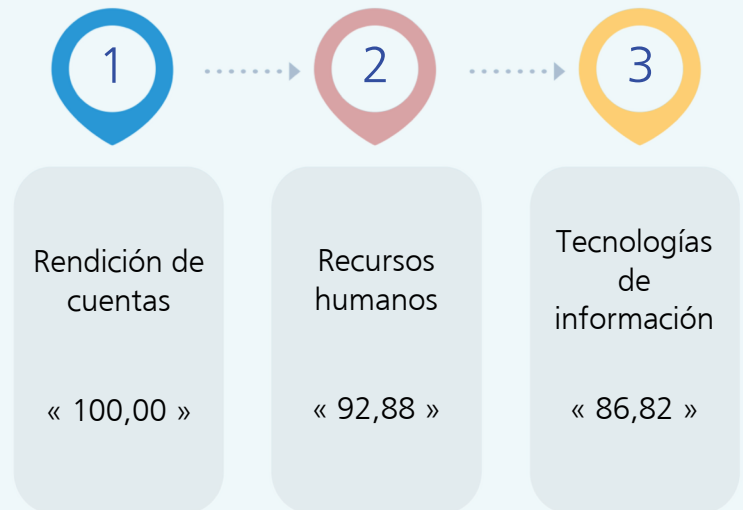 1
2
3
Rendición de
cuentas
« 100,00 »
Recursos
humanos
« 92,88 »
Tecnologías
de
información
« 86,82 »